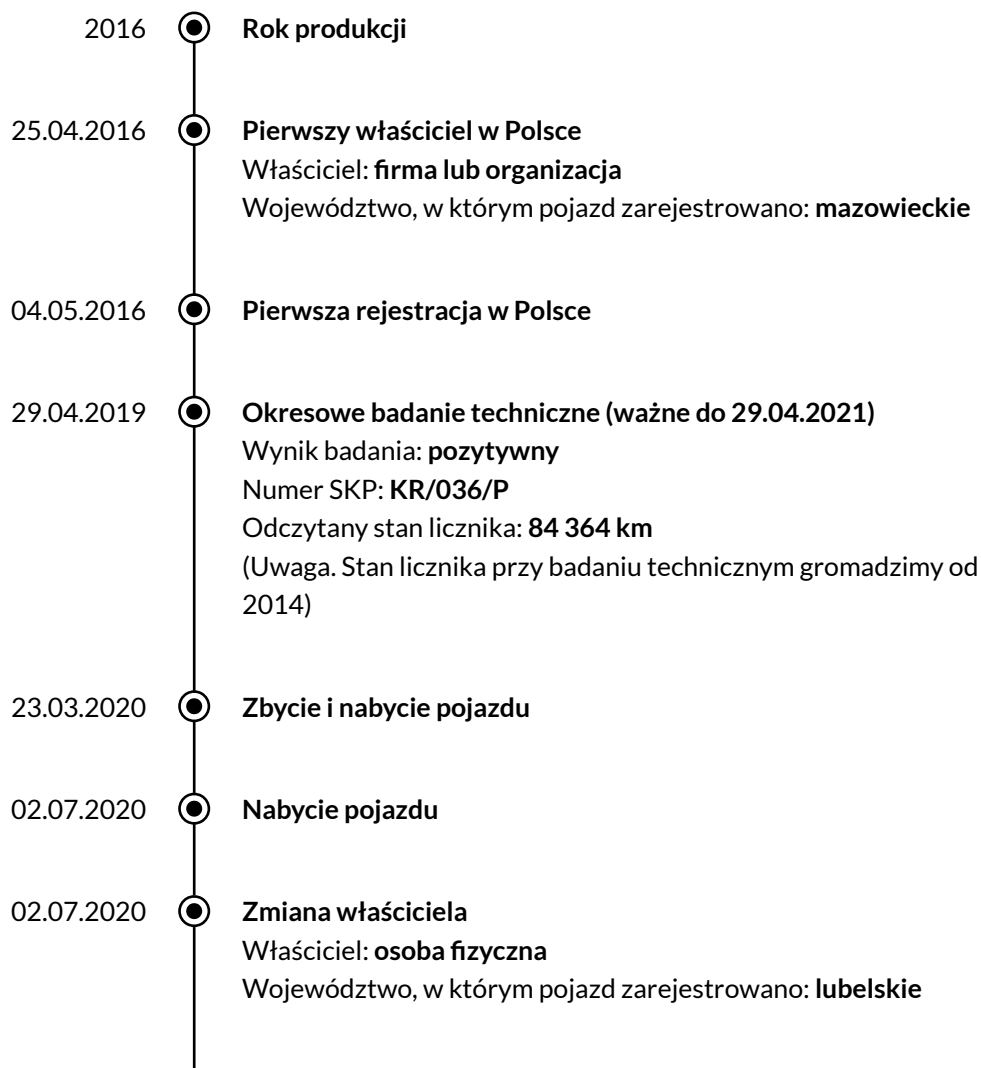 2016 Rok produkcji
25.04.2016 Pierwszy właściciel w Polsce
Właściciel: firma lub organizacja
Województwo, w którym pojazd zarejestrowano: mazowieckie
04.05.2016 Pierwsza rejestracja w Polsce
29.04.2019 Okresowe badanie techniczne (ważne do 29.04.2021)
Wynik badania: pozytywny
Numer SKP: KR/036/P
Odczytany stan licznika: 84 364 km
(Uwaga. Stan licznika przy badaniu technicznym gromadzimy od
2014)
23.03.2020 Zbycie i nabycie pojazdu
02.07.2020 Nabycie pojazdu
02.07.2020 Zmiana właściciela
Właściciel: osoba fizyczna
Województwo, w którym pojazd zarejestrowano: lubelskie